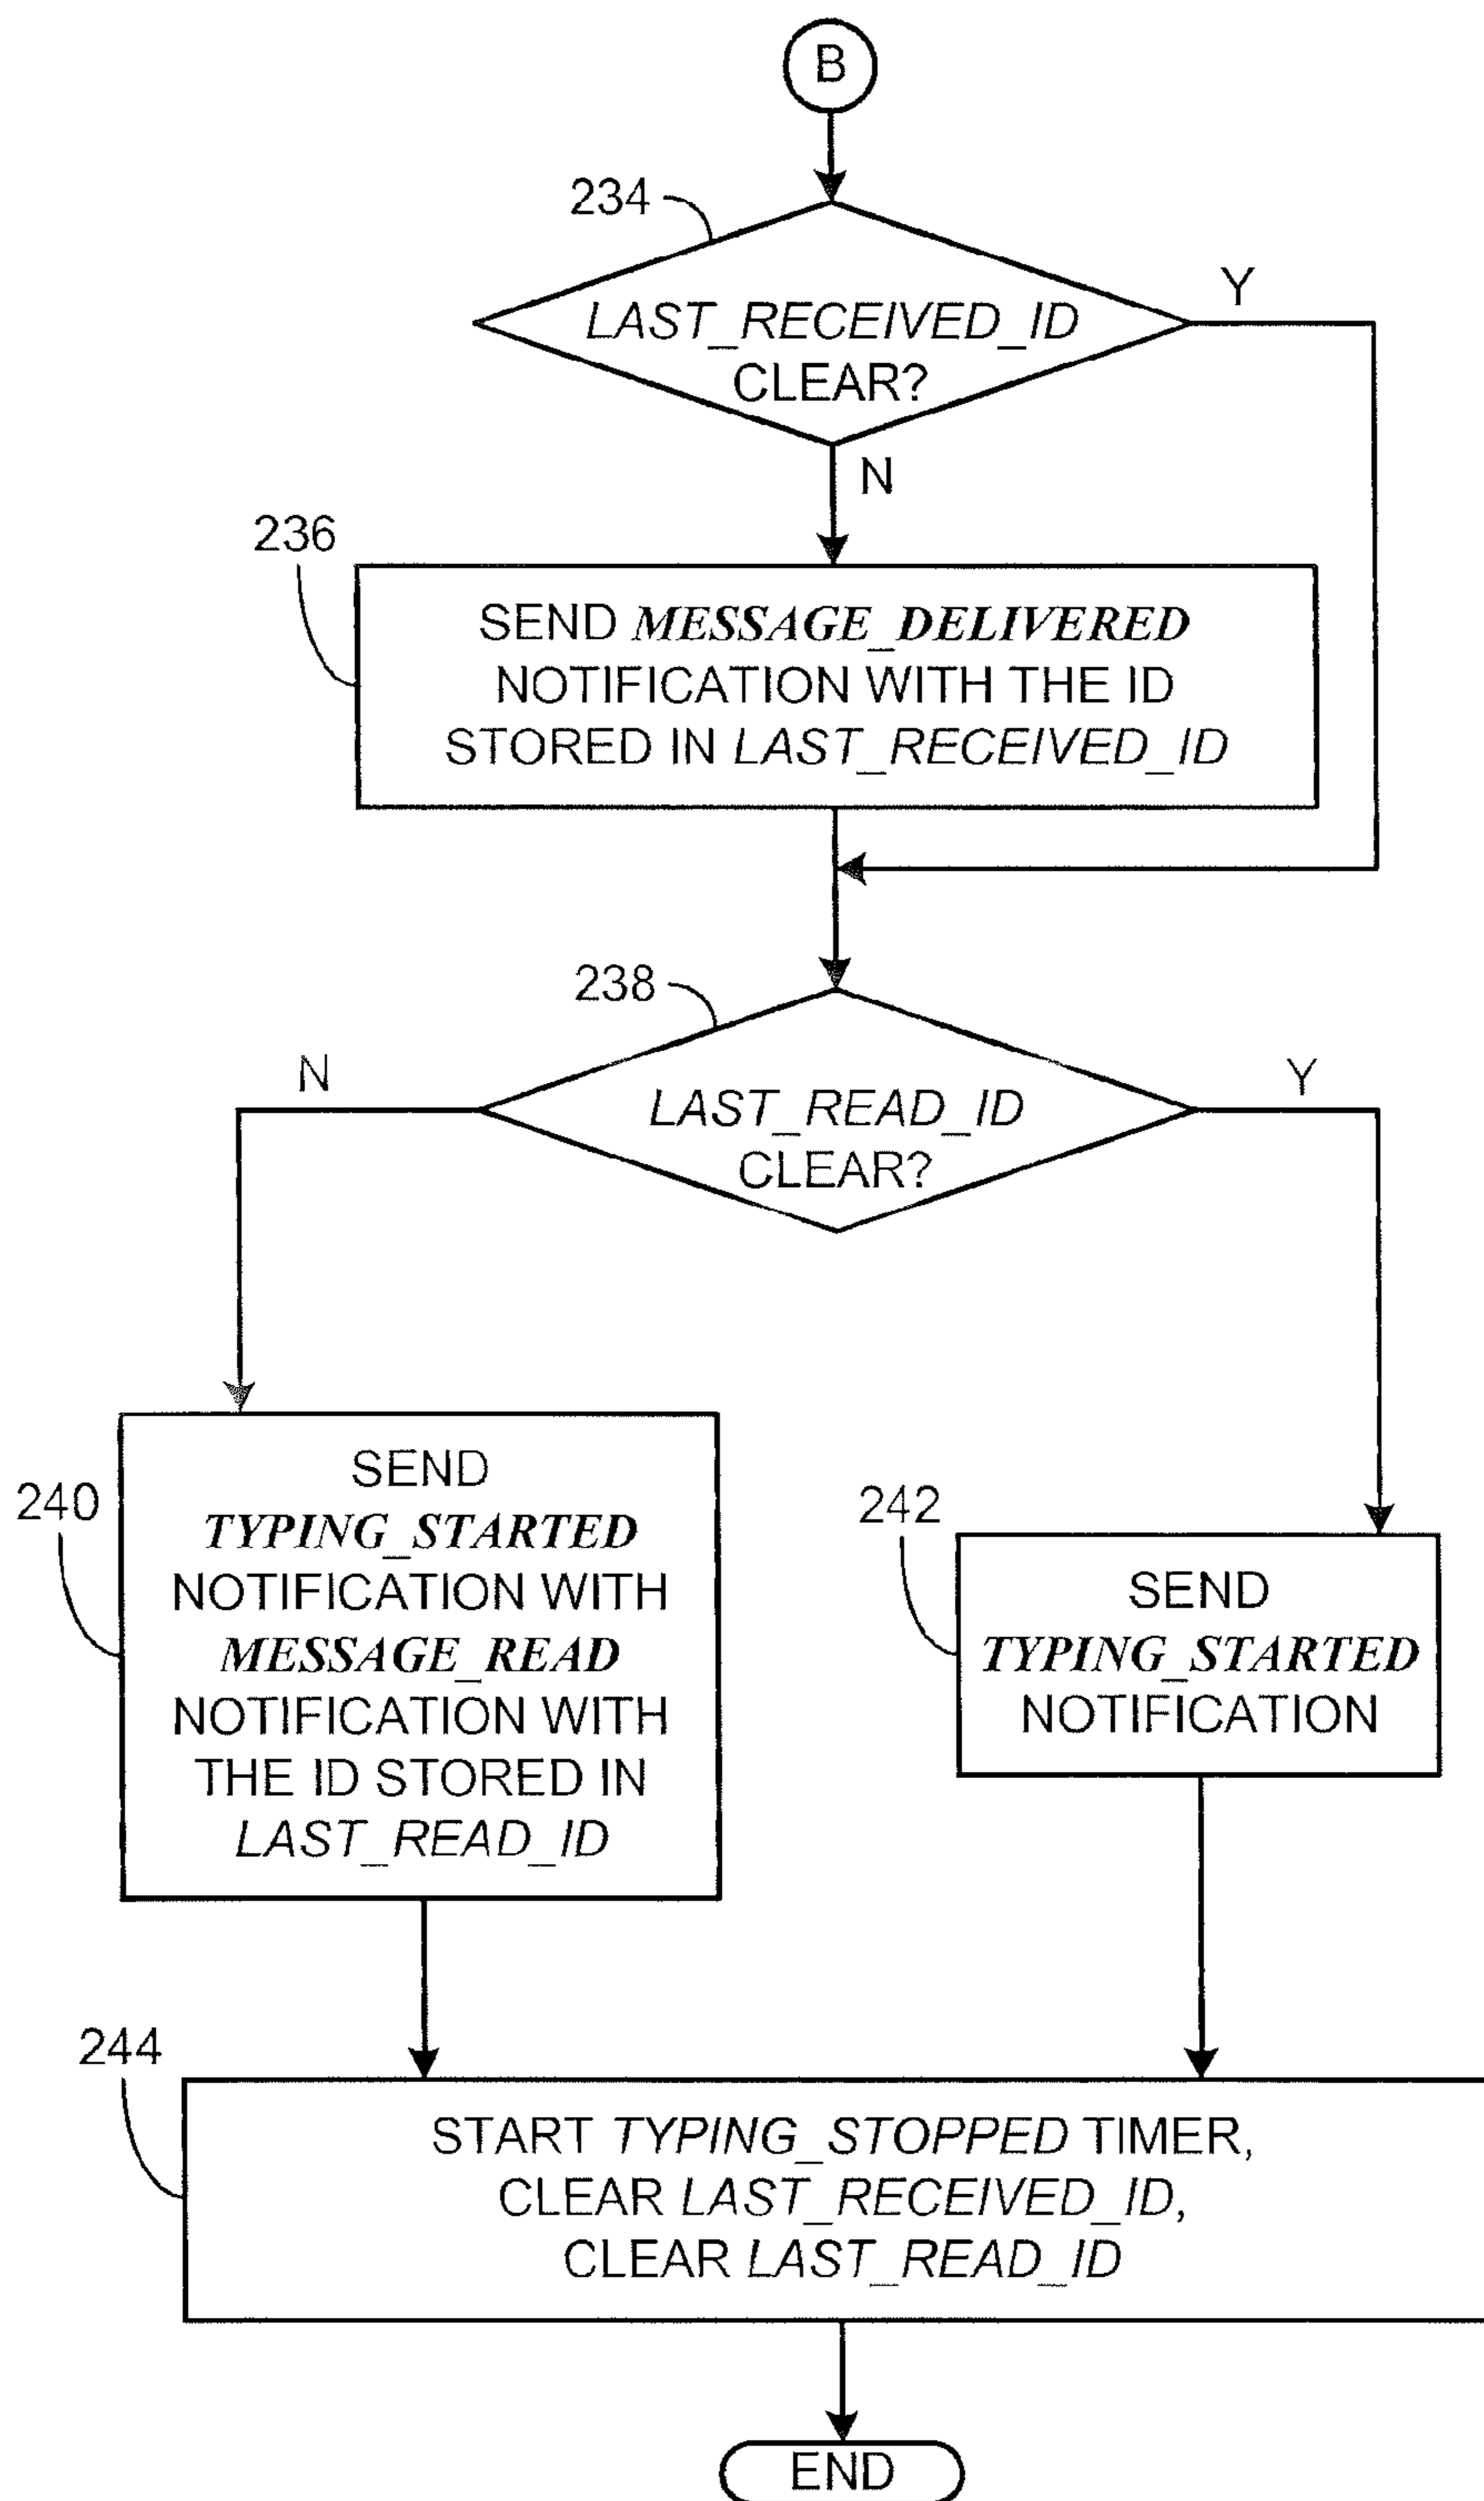 B
234
LAST_RECEIVED_ID
CLEAR?
Y
N
236
SEND MESSAGE_DELIVERED
NOTIFICATION WITH THE ID
STORED IN LAST_RECEIVED_ID
238
N
Y
LAST_READ_ID
CLEAR?
240
SEND
TYPING_STARTED
NOTIFICATION WITH
MESSAGE_READ
NOTIFICATION WITH
THE ID STORED IN
LAST_READ_ID
242
SEND
TYPING_STARTED
NOTIFICATION
244
START TYPING_STOPPED TIMER,
CLEAR LAST_RECEIVED_ID,
CLEAR LAST_READ_ID
END